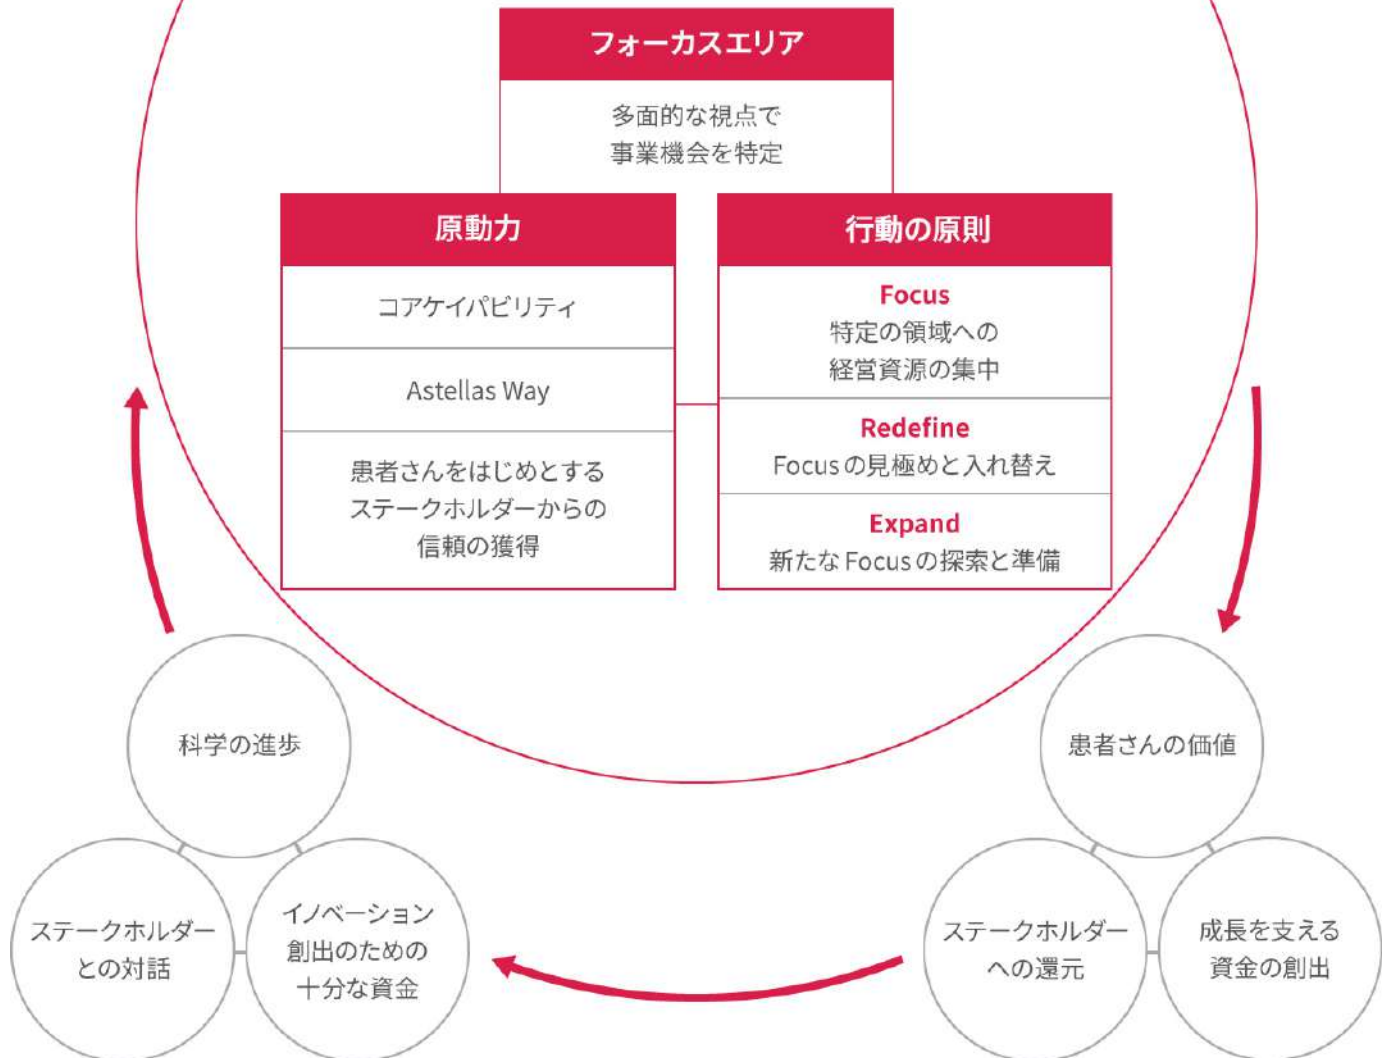 フォーカスエリア
多面的な視点で
事業機会を特定
原動力
コアケイパビリティ
Astellas Way
患者さんをはじめとする
ステークホルダーからの
信頼の獲得
行動の原則
Focus
特定の領域への
経営資源の集中
Redefine
Focusの見極めと入れ替え
Expand
新たなFocusの探索と準備
科学の進歩
ステークホルダー
との対話
イノベーション
創出のための
十分な資金
患者さんの価値
ステークホルダー
への還元
成長を支える
資金の創出